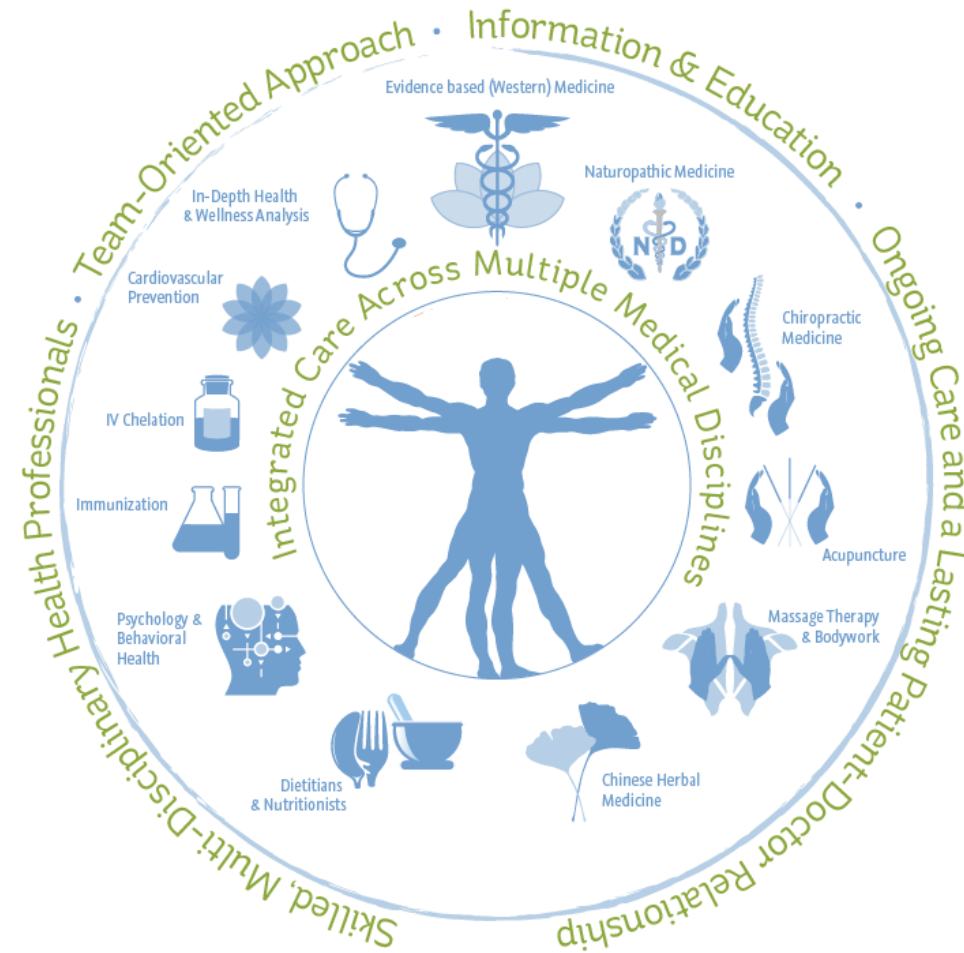 Team-Oriented Approach
Information & Education
Ongoing Care and a Lasting Patient-Doctor Relationship
Skilled, Multi-Disciplinary Health Professionals
Integrated Care Across Multiple Medical Disciplines
Evidence based (Western) Medicine
Naturopathic Medicine
N D
Chiropractic
Medicine
Acupuncture
Massage Therapy
& Bodywork
Chinese Herbal
Medicine
Dietitians
& Nutritionists
Psychology &
Behavioral
Health
Immunization
IV Chelation
Cardiovascular
Prevention
In-Depth Health
& Wellness Analysis